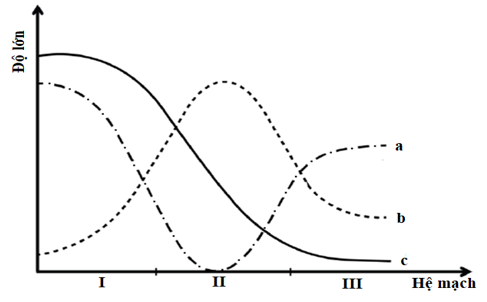 Độ lớn
a
b
c
I II III Hệ mạch